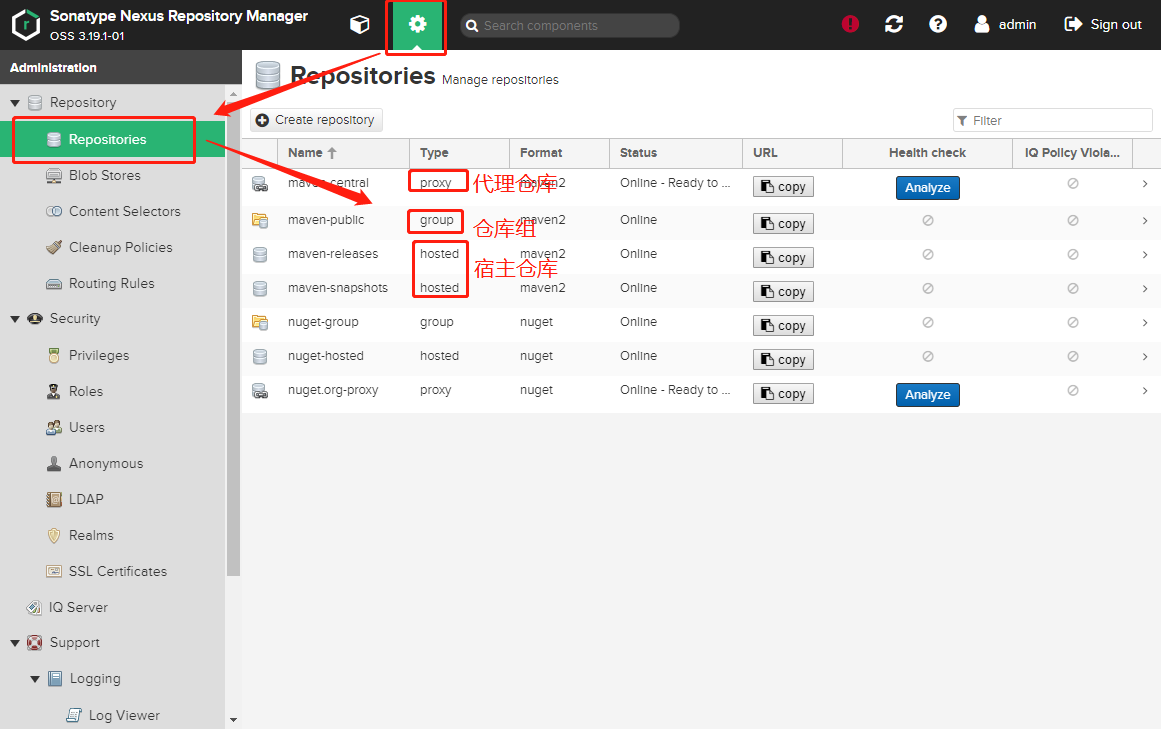 Sonatype Nexus Repository Manager
OSS 3.19.1-01
Search components
admin
Sign out
Administration
Repository
Repositories
Blob Stores
Content Selectors
Cleanup Policies
Routing Rules
Security
Privileges
Roles
Users
Anonymous
LDAP
Realms
SSL Certificates
IQ Server
Support
Logging
Log Viewer
Repositories Manage repositories
Create repository
Filter
Name Type Format Status URL Health check IQ Policy Viola...
maven-central proxy 代理仓库 maven2 Online - Ready to ... copy Analyze
maven-public group 仓库组 maven2 Online copy
maven-releases hosted maven2 Online copy
宿主仓库
maven-snapshots hosted maven2 Online copy
nuget-group group nuget Online copy
nuget-hosted hosted nuget Online copy
nuget.org-proxy proxy nuget Online - Ready to ... copy Analyze